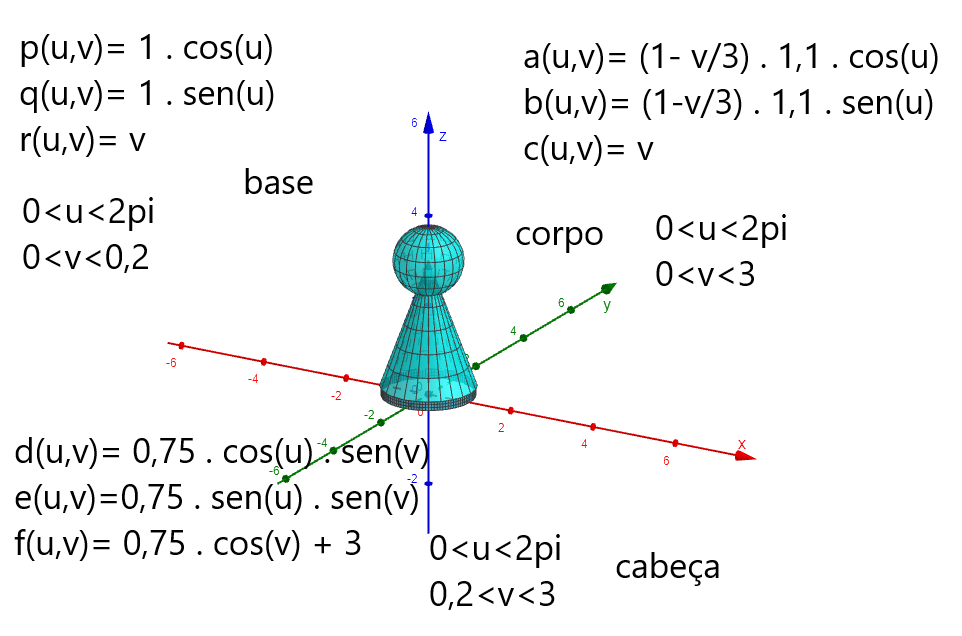 p(u,v)= 1 . cos(u)
q(u,v)= 1 . sen(u)
r(u,v)= v
base
0<u<2pi
0<v<0,2
a(u,v)= (1- v/3) . 1,1 . cos(u)
b(u,v)= (1-v/3) . 1,1 . sen(u)
c(u,v)= v
corpo
0<u<2pi
0<v<3
6
z
4
6
y
4
2
-6
-4
-2
0
2
4
6
x
-2
-4
-6
-2
d(u,v)= 0,75 . cos(u) . sen(v)
e(u,v)=0,75 . sen(u) . sen(v)
f(u,v)= 0,75 . cos(v) + 3
0<u<2pi
0,2<v<3
cabeça